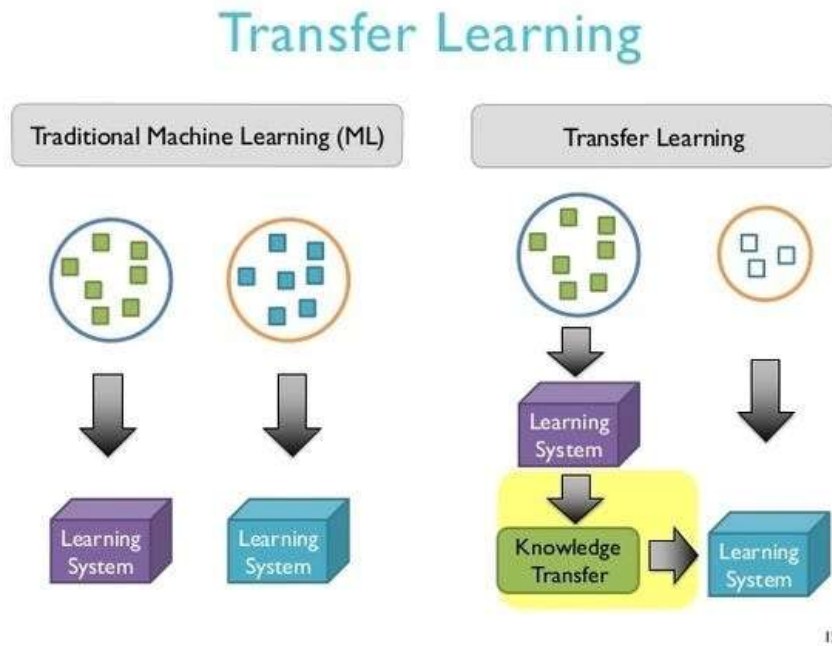 Transfer Learning
Traditional Machine Learning (ML)
Transfer Learning
Learning
System
Learning
System
Learning
System
Knowledge
Transfer
Learning
System